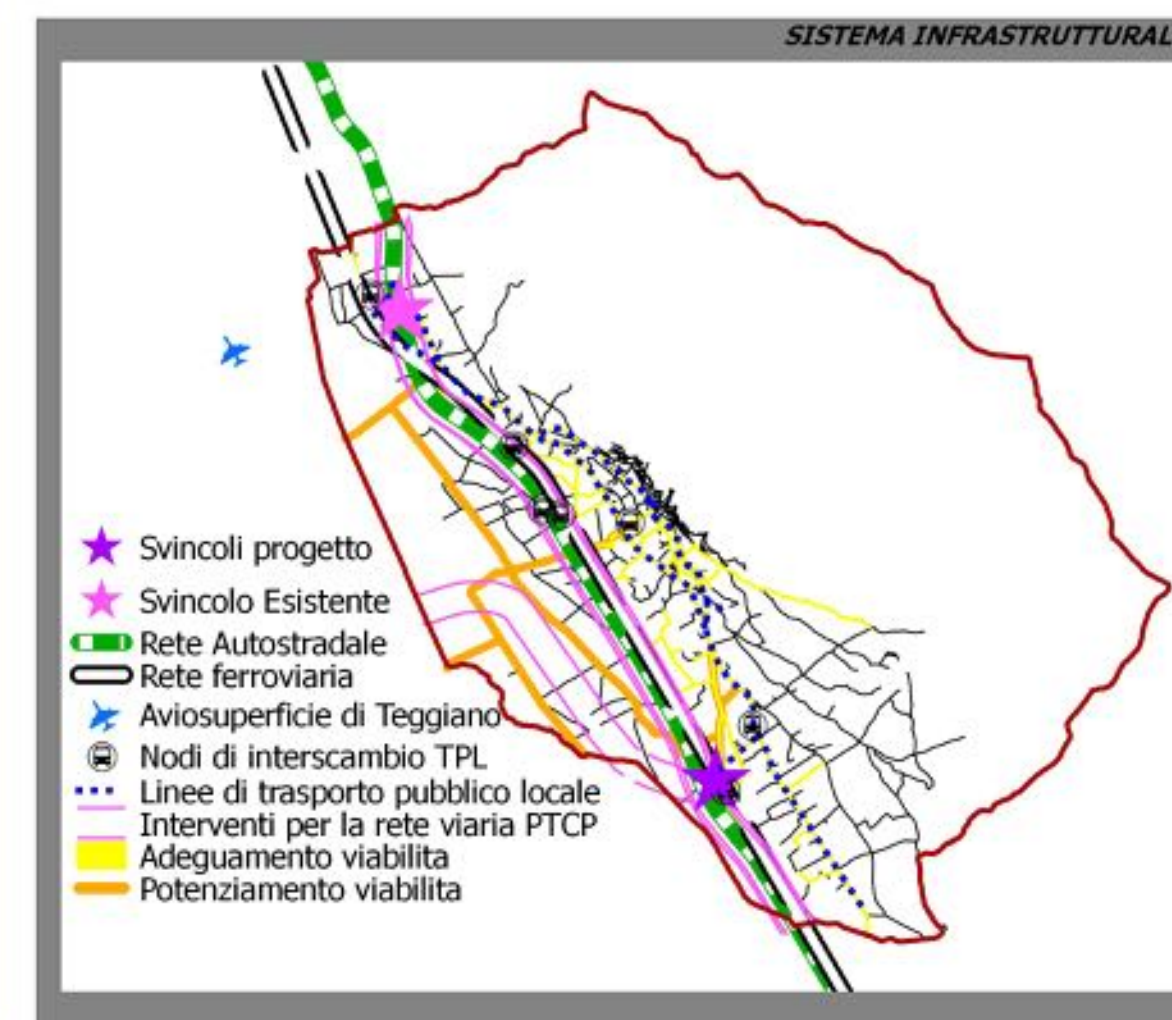 SISTEMA INFRASTRUTTURAL
Svincoli progetto
Svincolo Esistente
Rete Autostradale
Rete ferroviaria
Aviosuperficie di Teggiano
Nodi di interscambio TPL
Linee di trasporto pubblico locale
Interventi per la rete viaria PTCP
Adeguamento viabilita
Potenziamento viabilita